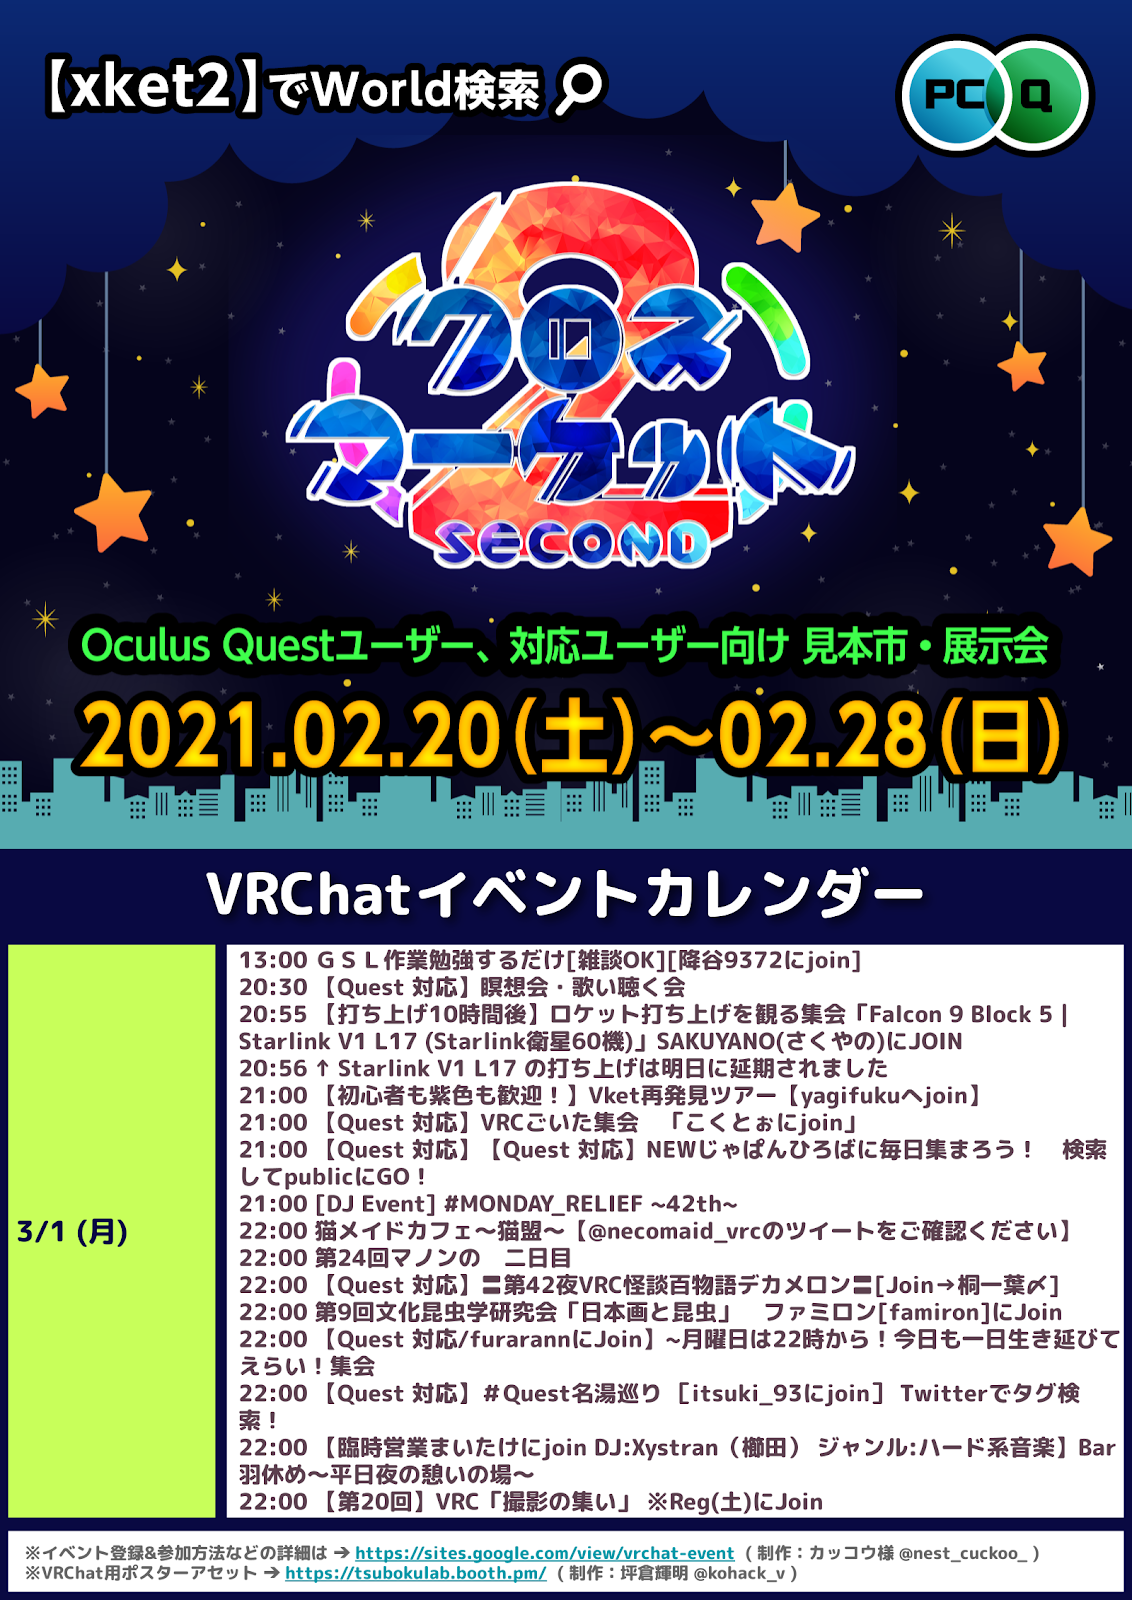 【xket2】でWorld検索
PC Q
クロス
マーケット
2
SECOND
Oculus Questユーザー、対応ユーザー向け 見本市・展示会
2021.02.20(土)～02.28(日)
VRChatイベントカレンダー
3/1 (月)
13:00 ＧＳＬ作業勉強するだけ[雑談OK][降谷9372にjoin]
20:30 【Quest 対応】瞑想会・歌い聴く会
20:55 【打ち上げ10時間後】ロケット打ち上げを観る集会「Falcon 9 Block 5 |
Starlink V1 L17 (Starlink衛星60機)」SAKUYANO(さくやの)にJOIN
20:56 ↑ Starlink V1 L17 の打ち上げは明日に延期されました
21:00 【初心者も紫色も歓迎！】Vket再発見ツアー【yagifukuへjoin】
21:00 【Quest 対応】VRCごいた集会　「こくとぉにjoin」
21:00 【Quest 対応】【Quest 対応】NEWじゃぱんひろばに毎日集まろう！　検索
してpublicにGO！
21:00 [DJ Event] #MONDAY_RELIEF ~42th~
22:00 猫メイドカフェ～猫盟～【@necomaid_vrcのツイートをご確認ください】
22:00 第24回マノンの　二日目
22:00 【Quest 対応】〓第42夜VRC怪談百物語デカメロン〓[Join→桐一葉〆]
22:00 第9回文化昆虫学研究会「日本画と昆虫」　ファミロン[famiron]にJoin
22:00 【Quest 対応/furarannにJoin】~月曜日は22時から！今日も一日生き延びて
えらい！集会
22:00 【Quest 対応】＃Quest名湯巡り ［itsuki_93にjoin］ Twitterでタグ検
索！
22:00 【臨時営業まいたけにjoin DJ:Xystran（櫛田） ジャンル:ハード系音楽】Bar
羽休め～平日夜の憩いの場～
22:00 【第20回】VRC「撮影の集い」 ※Reg(土)にJoin
※イベント登録&参加方法などの詳細は ➔ https://sites.google.com/view/vrchat-event ( 制作：カッコウ様 @nest_cuckoo_ )
※VRChat用ポスターアセット ➔ https://tsubokulab.booth.pm/ ( 制作：坪倉輝明 @kohack_v )